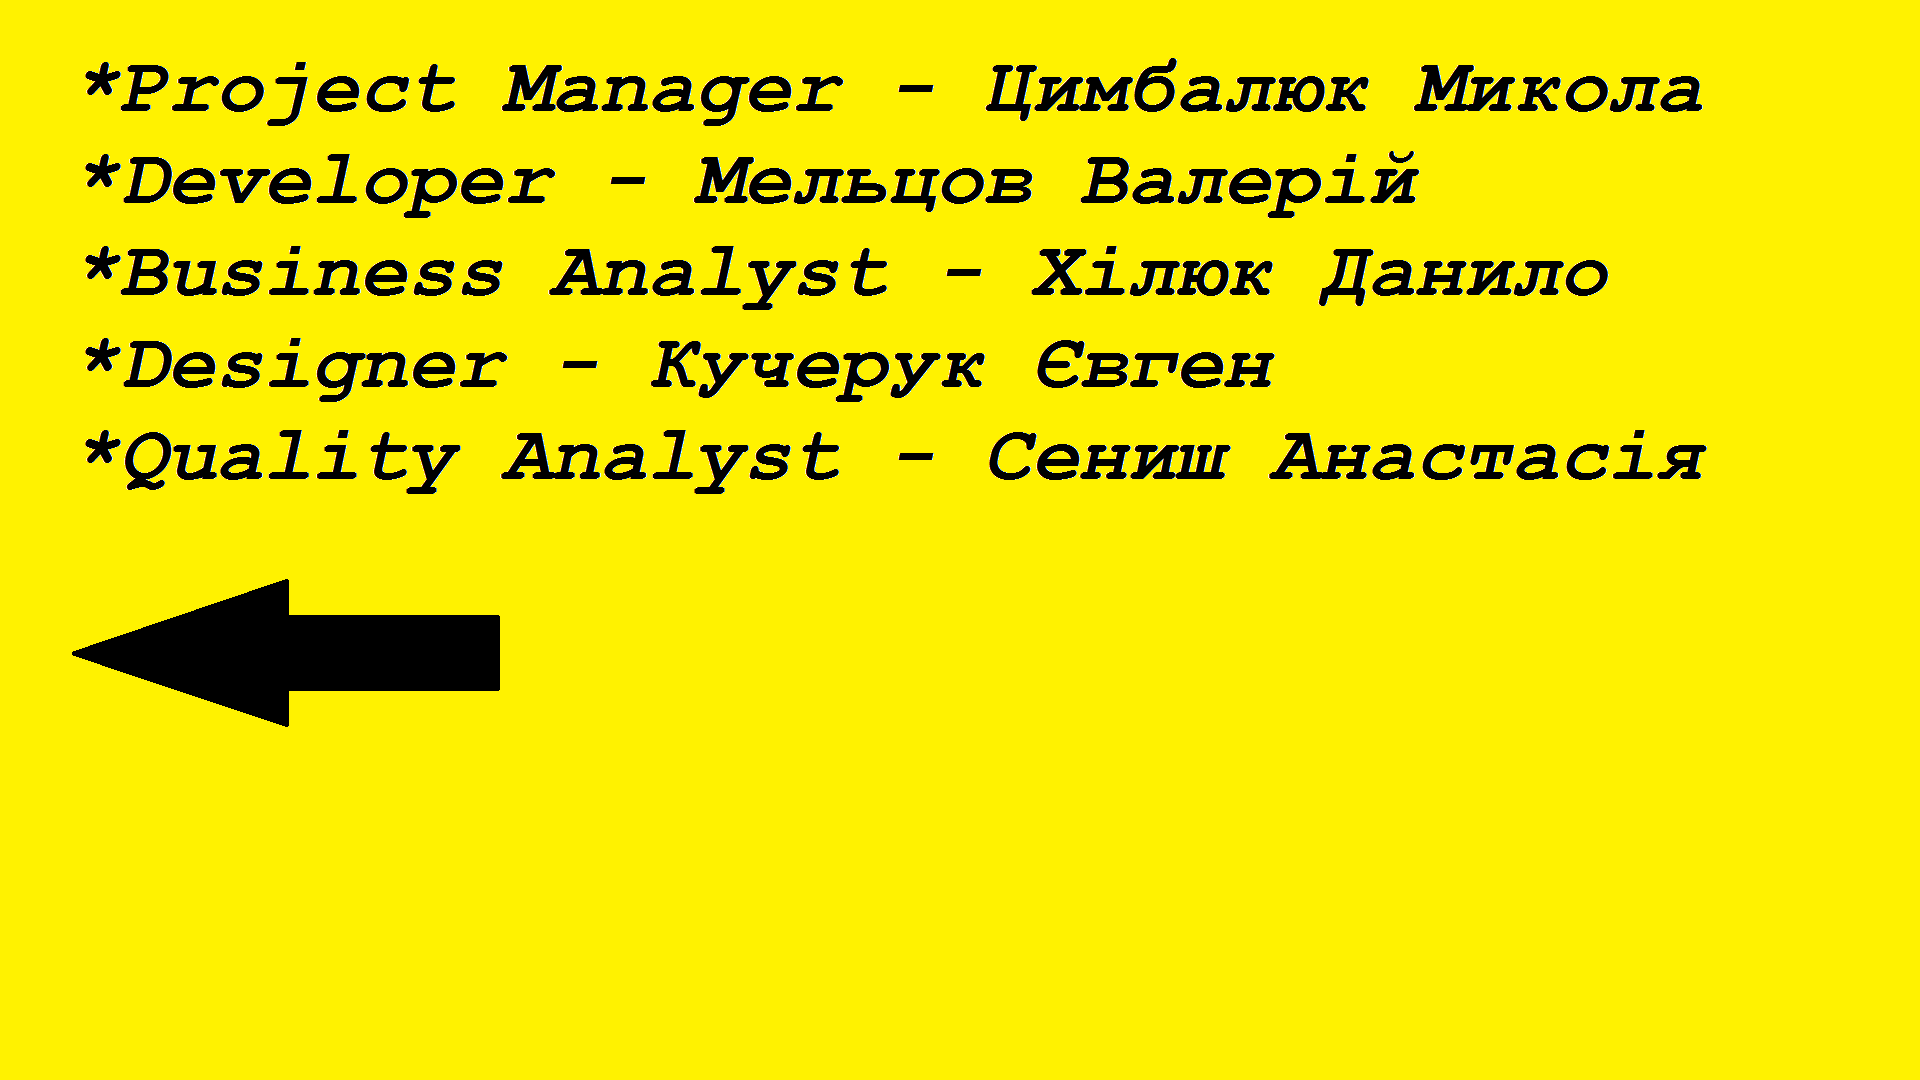 *Project Manager - Цимбалюк Микола
*Developer - Мельцов Валерій
*Business Analyst - Хілюк Данило
*Designer - Кучерук Євген
*Quality Analyst - Сениш Анастасія